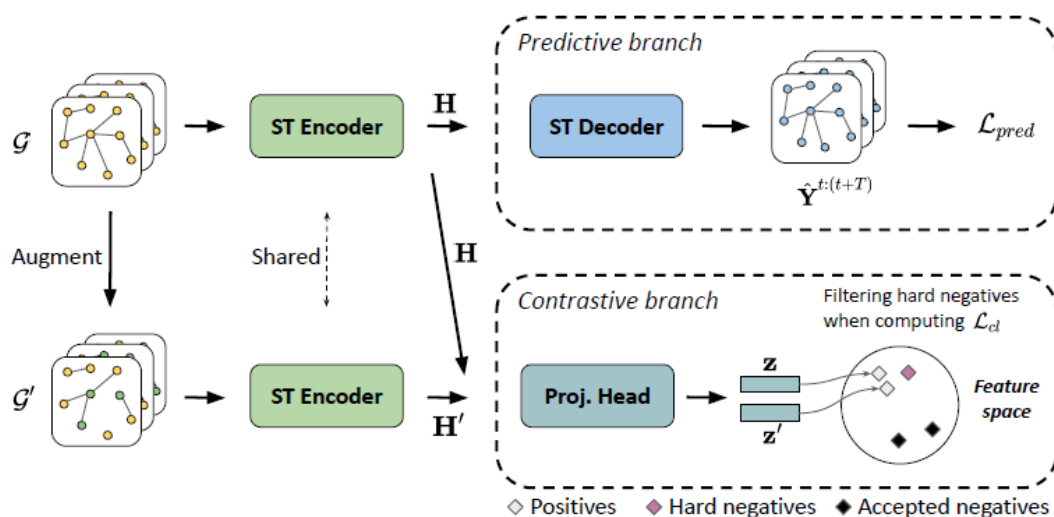 Predictive branch
𝒢
ST Encoder
H
ST Decoder
ℒ_pred
Ŷ^{t:(t+T)}
Augment
Shared
H
Contrastive branch
Filtering hard negatives
when computing ℒ_cl
𝒢′
ST Encoder
H′
Proj. Head
z
z′
Feature
space
Positives
Hard negatives
Accepted negatives